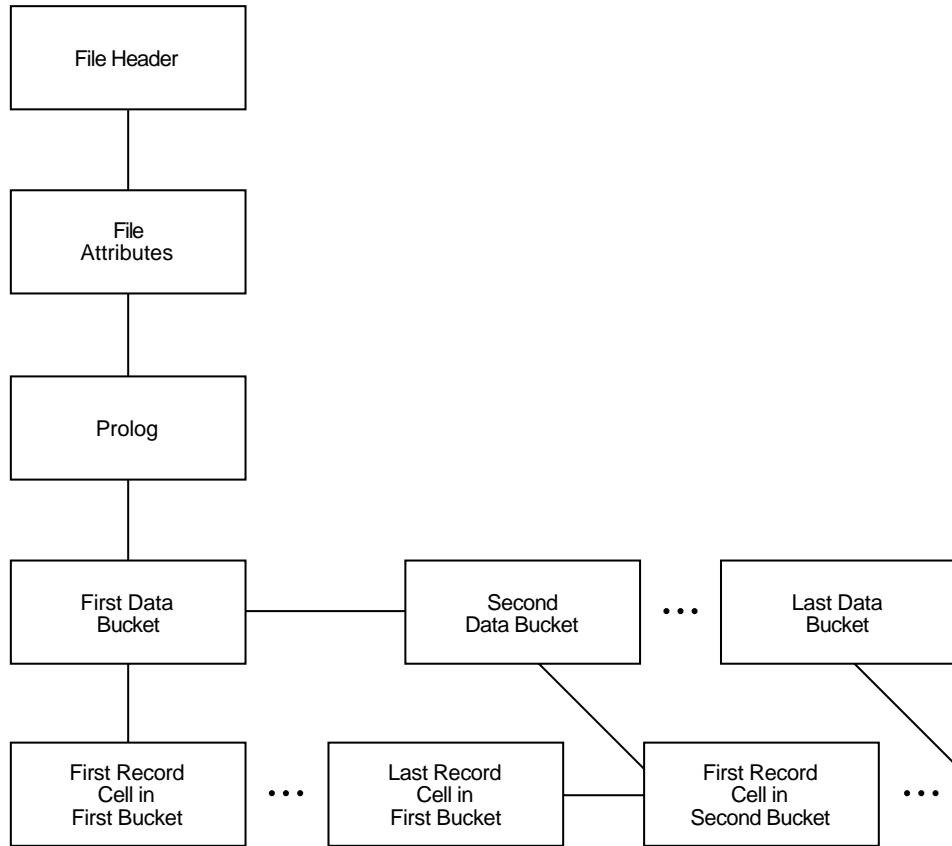 File Header
File
Attributes
Prolog
First Data
Bucket
Second
Data Bucket
• • •
Last Data
Bucket
First Record
Cell in
First Bucket
• • •
Last Record
Cell in
First Bucket
First Record
Cell in
Second Bucket
• • •